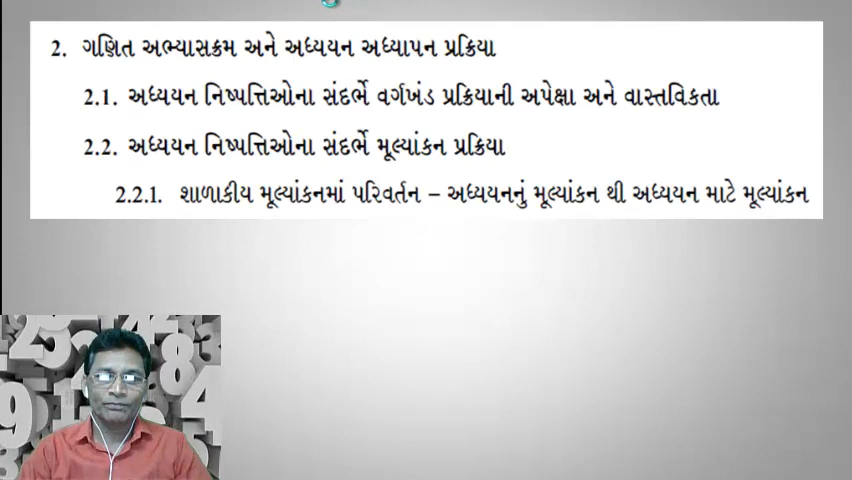 2. ગણિત અભ્યાસક્રમ અને અધ્યયન અધ્યાપન પ્રક્રિયા
2.1. અધ્યયન નિષ્પત્તિઓના સંદર્ભે વર્ગખંડ પ્રક્રિયાની અપેક્ષા અને વાસ્તવિકતા
2.2. અધ્યયન નિષ્પત્તિઓના સંદર્ભે મૂલ્યાંકન પ્રક્રિયા
2.2.1. શાળાકીય મૂલ્યાંકનમાં પરિવર્તન – અધ્યયનનું મૂલ્યાંકન થી અધ્યયન માટે મૂલ્યાંકન